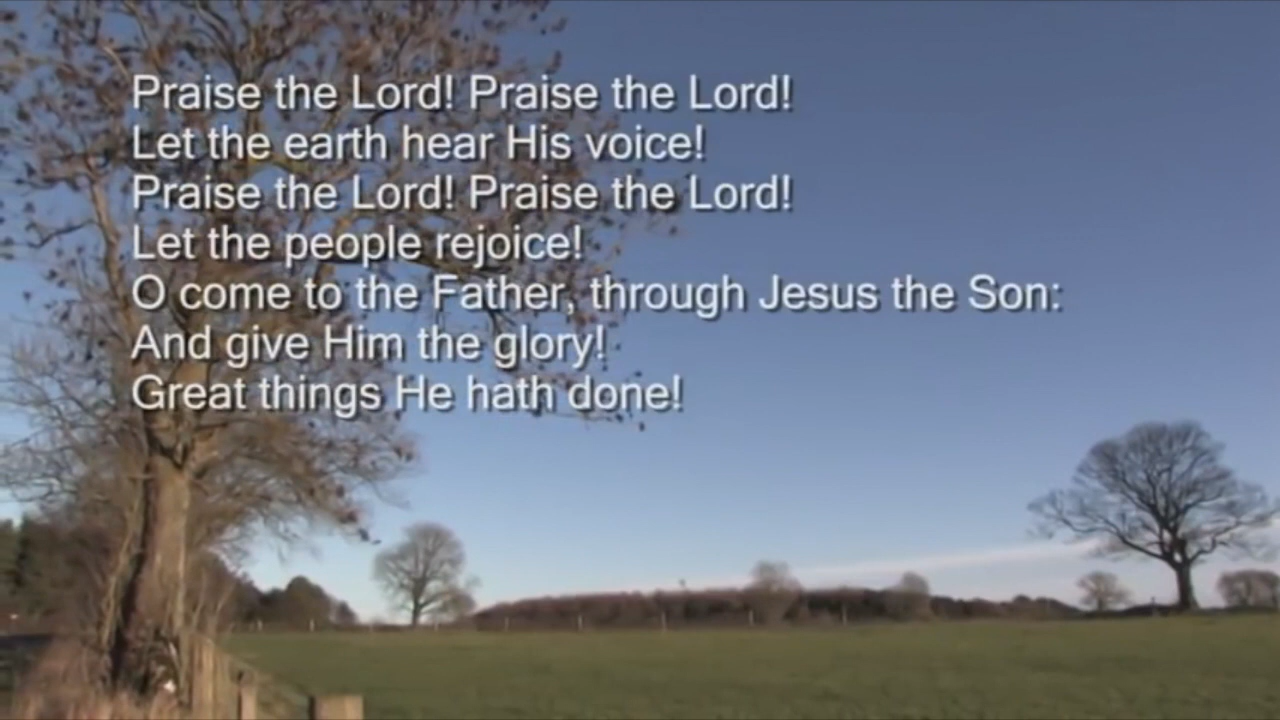 Praise the Lord! Praise the Lord!
Let the earth hear His voice!
Praise the Lord! Praise the Lord!
Let the people rejoice!
O come to the Father, through Jesus the Son:
And give Him the glory!
Great things He hath done!